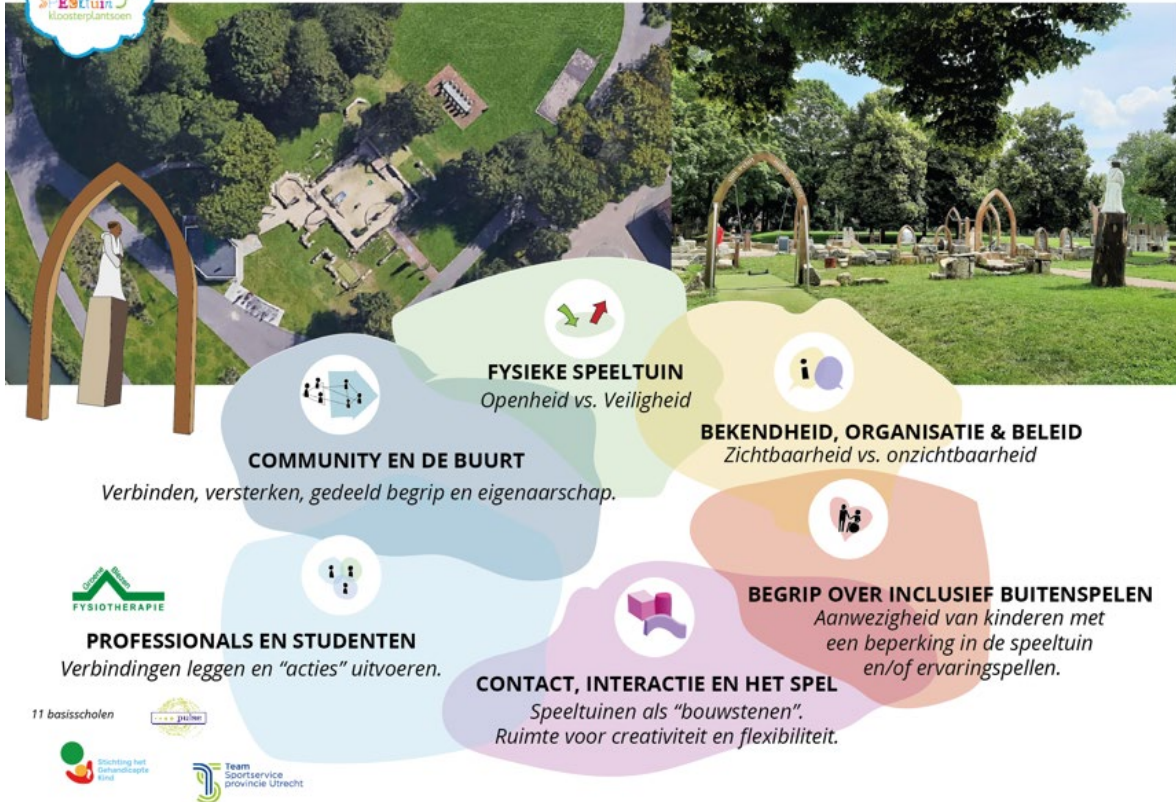 SPEELtuin
kloosterplantsoen
FYSIEKE SPEELTUIN
Openheid vs. Veiligheid
BEKENDHEID, ORGANISATIE & BELEID
Zichtbaarheid vs. onzichtbaarheid
COMMUNITY EN DE BUURT
Verbinden, versterken, gedeeld begrip en eigenaarschap.
BEGRIP OVER INCLUSIEF BUITENSPELEN
Aanwezigheid van kinderen met
een beperking in de speeltuin
en/of ervaringspellen.
Groene Biezen
FYSIOTHERAPIE
PROFESSIONALS EN STUDENTEN
Verbindingen leggen en “acties” uitvoeren.
CONTACT, INTERACTIE EN HET SPEL
Speeltuinen als “bouwstenen”.
Ruimte voor creativiteit en flexibiliteit.
11 basisscholen
Stichting het
Gehandicapte
Kind
Team
Sportservice
provincie Utrecht